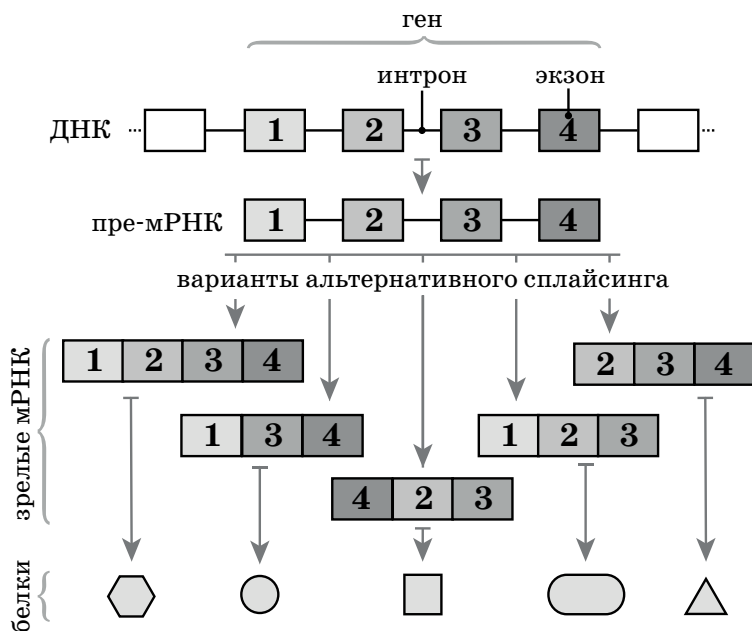 ген
интрон экзон
ДНК ... 1 2 3 4 ...
пре-мРНК 1 2 3 4
варианты альтернативного сплайсинга
зрелые мРНК
1 2 3 4
2 3 4
1 3 4
1 2 3
4 2 3
белки